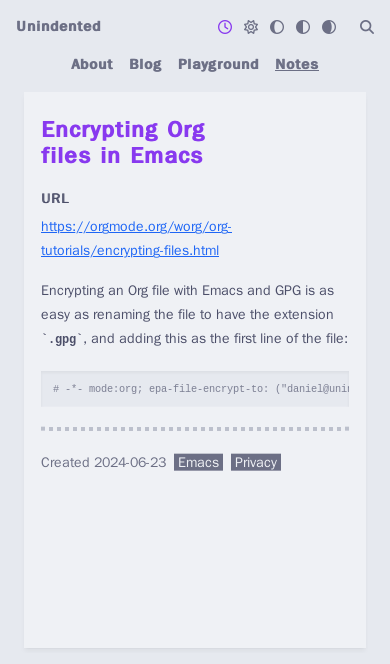 Unindented
About Blog Playground Notes
Encrypting Org
files in Emacs
URL
https://orgmode.org/worg/org-
tutorials/encrypting-files.html
Encrypting an Org file with Emacs and GPG is as
easy as renaming the file to have the extension
`.gpg`, and adding this as the first line of the file:
# -*- mode:org; epa-file-encrypt-to: ("daniel@unin
Created 2024-06-23 Emacs Privacy